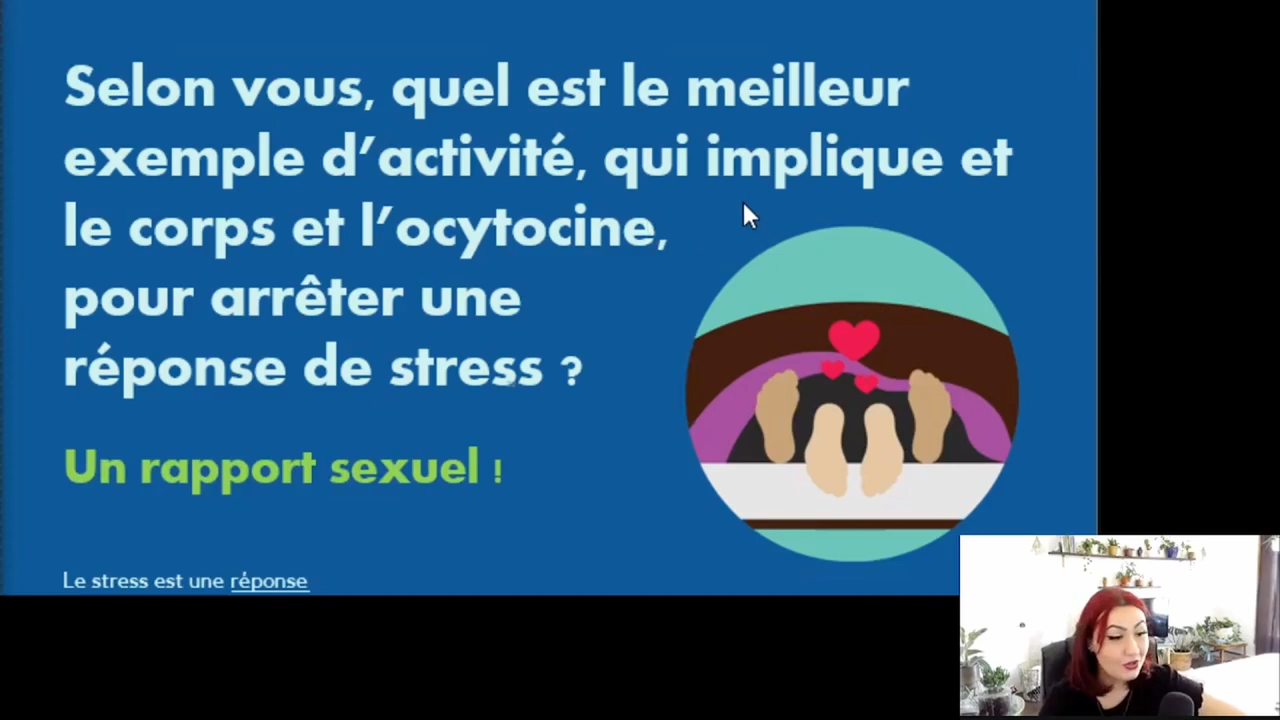 Selon vous, quel est le meilleur
exemple d’activité, qui implique et
le corps et l’ocytocine,
pour arrêter une
réponse de stress ?
Un rapport sexuel !
Le stress est une réponse